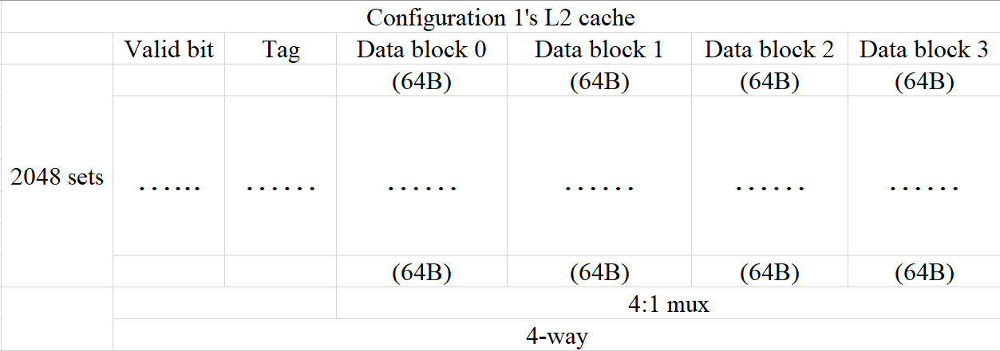 Configuration 1's L2 cache
Valid bit Tag Data block 0 Data block 1 Data block 2 Data block 3
(64B) (64B) (64B) (64B)
2048 sets …… …… …… …… …… ……
(64B) (64B) (64B) (64B)
4:1 mux
4-way